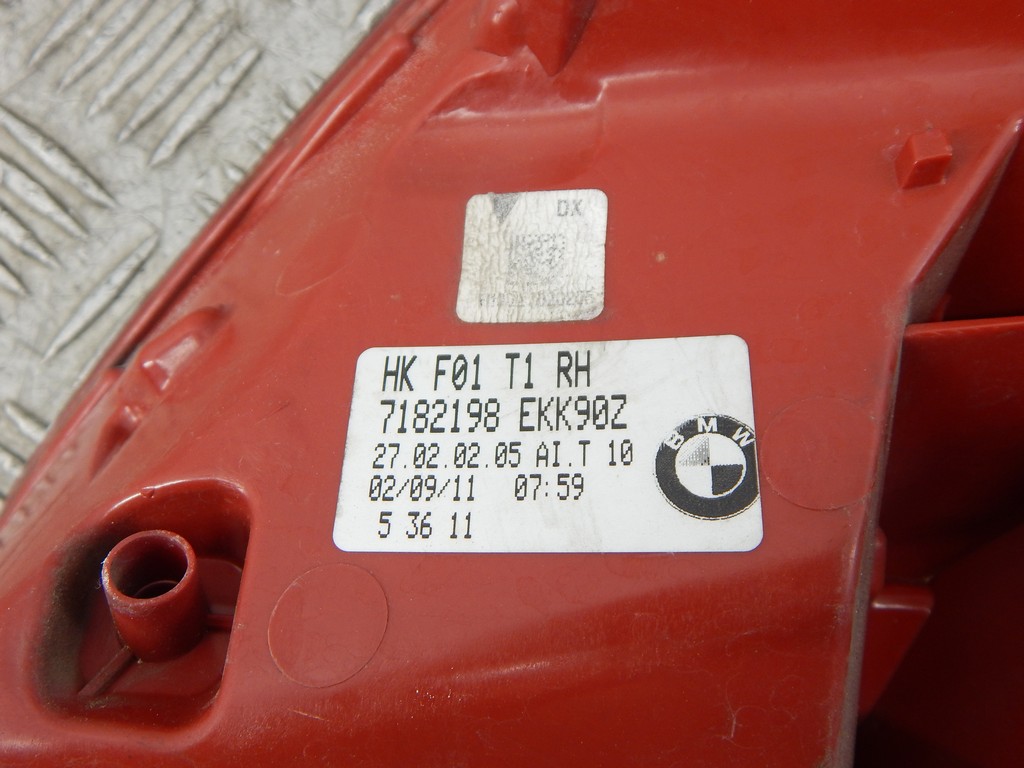 DX
HK F01 T1 RH
7182198 EKK90Z
27.02.02.05 AI.T 10
02/09/11 07:59
5 36 11
BMW